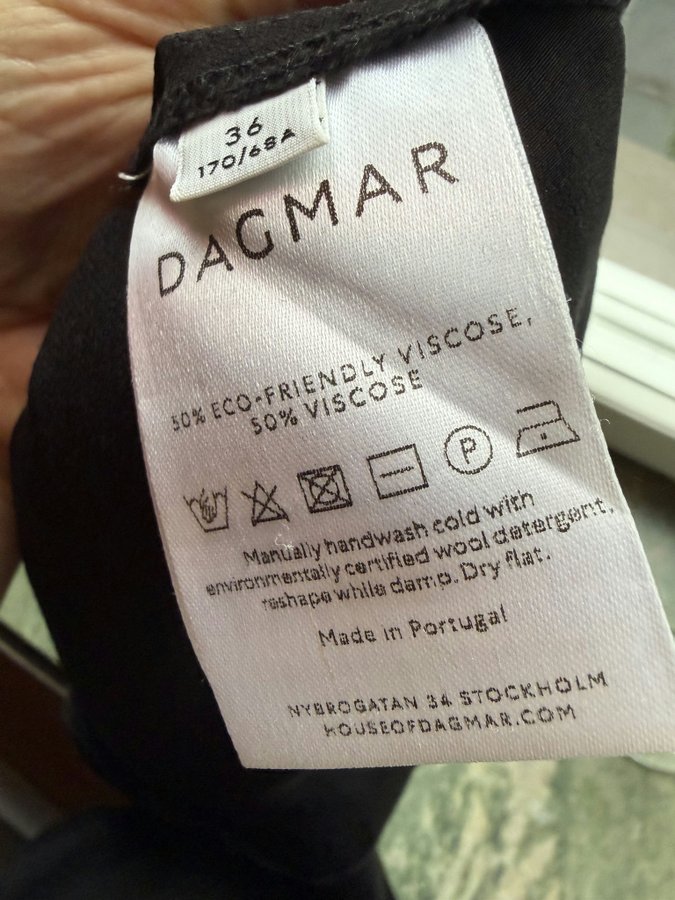 36
170/68A
DAGMAR
50% ECO-FRIENDLY VISCOSE,
50% VISCOSE
P
Manually handwash cold with
environmentally certified wool detergent,
reshape while damp. Dry flat.
Made in Portugal
NYBROGATAN 34 STOCKHOLM
HOUSEOFDAGMAR.COM